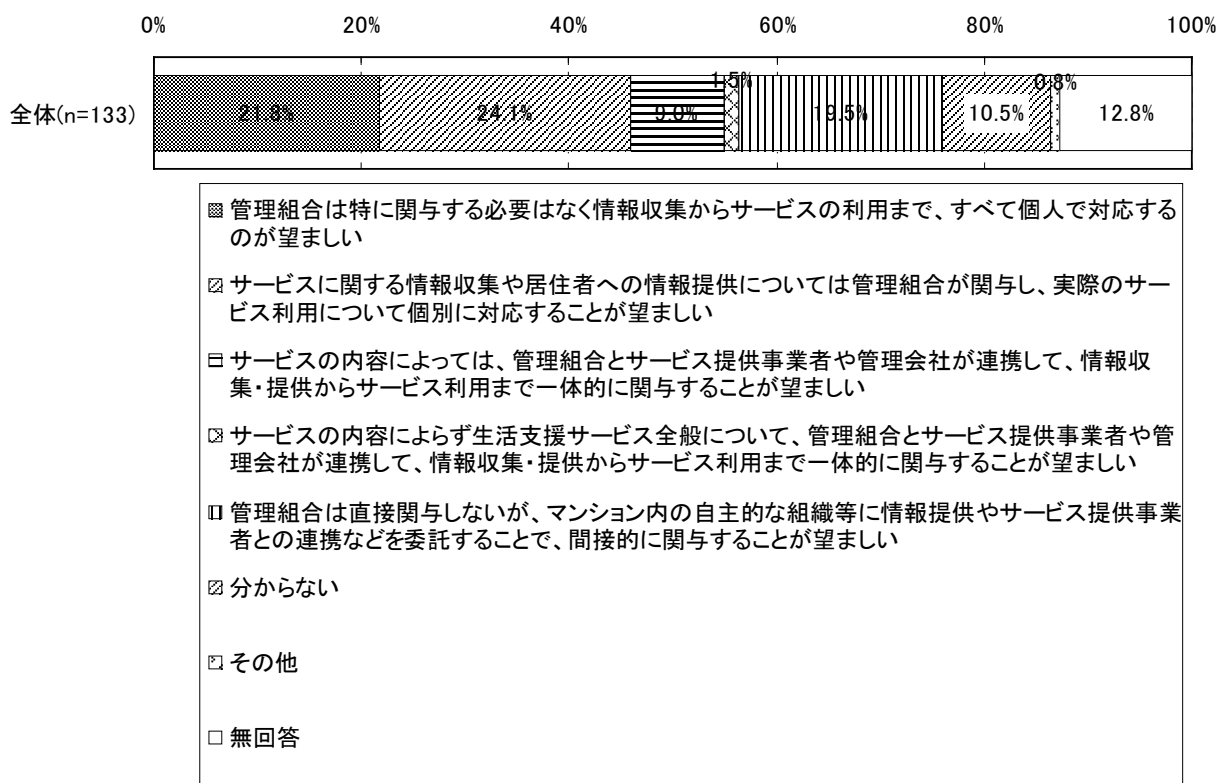 0% 20% 40% 60% 80% 100%
全体(n=133)
21.8% 24.1% 9.0% 1.5% 19.5% 10.5% 0.8% 12.8%
管理組合は特に関与する必要はなく情報収集からサービスの利用まで、すべて個人で対応する
のが望ましい
サービスに関する情報収集や居住者への情報提供については管理組合が関与し、実際のサー
ビス利用について個別に対応することが望ましい
サービスの内容によっては、管理組合とサービス提供事業者や管理会社が連携して、情報収
集・提供からサービス利用まで一体的に関与することが望ましい
サービスの内容によらず生活支援サービス全般について、管理組合とサービス提供事業者や管
理会社が連携して、情報収集・提供からサービス利用まで一体的に関与することが望ましい
管理組合は直接関与しないが、マンション内の自主的な組織等に情報提供やサービス提供事業
者との連携などを委託することで、間接的に関与することが望ましい
分からない
その他
無回答